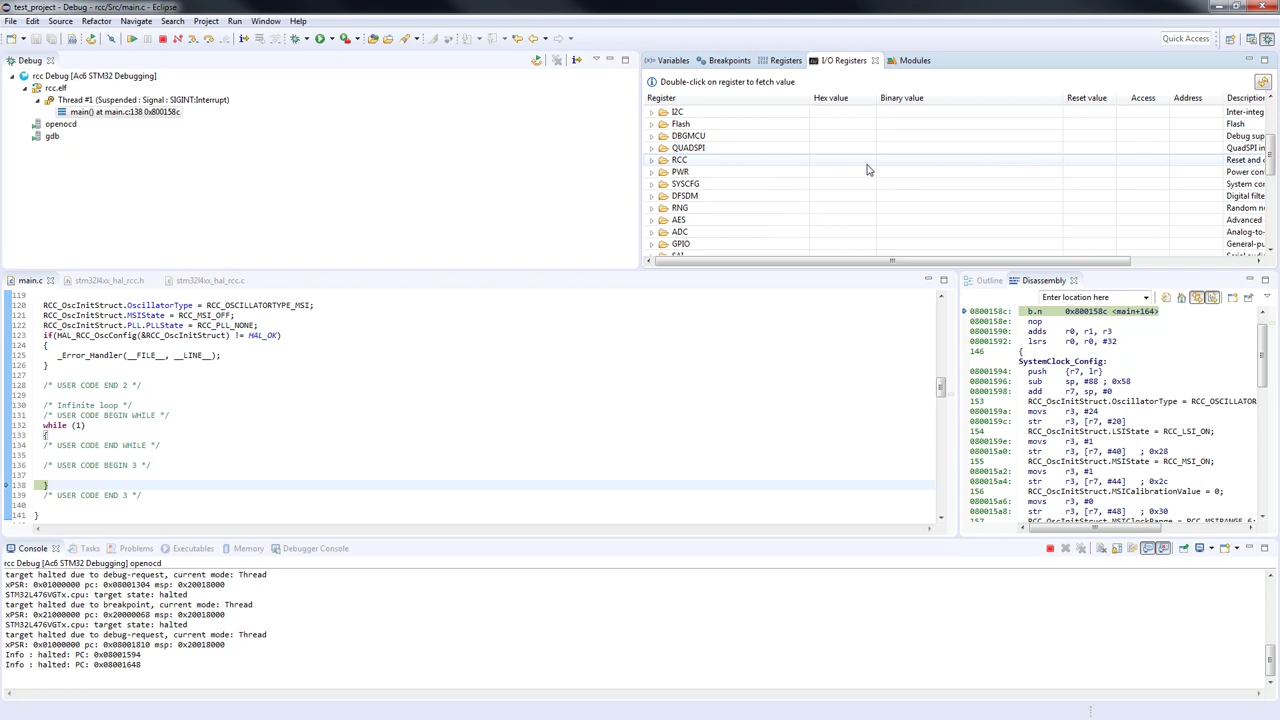 test_project - Debug - rcc/Src/main.c - Eclipse
File Edit Source Refactor Navigate Search Project Run Window Help
Quick Access
Debug
rcc Debug [Ac6 STM32 Debugging]
rcc.elf
Thread #1 (Suspended : Signal : SIGINT:Interrupt)
main() at main.c:138 0x800158c
openocd
gdb
Variables Breakpoints Registers I/O Registers Modules
Double-click on register to fetch value
Register Hex value Binary value Reset value Access Address Description
I2C Inter-integ
Flash Flash
DBGMCU Debug sup
QUADSPI QuadSPI in
RCC Reset and c
PWR Power con
SYSCFG System con
DFSDM Digital filte
RNG Random n
AES Advanced
ADC Analog-to-
GPIO General-pu
main.c stm32l4xx_hal_rcc.h stm32l4xx_hal_rcc.c
119
120 RCC_OscInitStruct.OscillatorType = RCC_OSCILLATORTYPE_MSI;
121 RCC_OscInitStruct.MSIState = RCC_MSI_OFF;
122 RCC_OscInitStruct.PLL.PLLState = RCC_PLL_NONE;
123 if(HAL_RCC_OscConfig(&RCC_OscInitStruct) != HAL_OK)
124 {
125 _Error_Handler(__FILE__, __LINE__);
126 }
127
128 /* USER CODE END 2 */
129
130 /* Infinite loop */
131 /* USER CODE BEGIN WHILE */
132 while (1)
133 {
134 /* USER CODE END WHILE */
135
136 /* USER CODE BEGIN 3 */
137
138 }
139 /* USER CODE END 3 */
140
141 }
Outline Disassembly
Enter location here
0800158c: b.n 0x800158c <main+164>
0800158e: nop
08001590: adds r0, r1, r3
08001592: lsrs r0, r0, #32
146 {
SystemClock_Config:
08001594: push {r7, lr}
08001596: sub sp, #88 ; 0x58
08001598: add r7, sp, #0
153 RCC_OscInitStruct.OscillatorType = RCC_OSCILLATOR
0800159a: movs r3, #24
0800159c: str r3, [r7, #20]
154 RCC_OscInitStruct.LSIState = RCC_LSI_ON;
0800159e: movs r3, #1
080015a0: str r3, [r7, #40] ; 0x28
155 RCC_OscInitStruct.MSIState = RCC_MSI_ON;
080015a2: movs r3, #1
080015a4: str r3, [r7, #44] ; 0x2c
156 RCC_OscInitStruct.MSICalibrationValue = 0;
080015a6: movs r3, #0
080015a8: str r3, [r7, #48] ; 0x30
157 RCC_OscInitStruct.MSIClockRange = RCC_MSIRANGE_6;
Console Tasks Problems Executables Memory Debugger Console
rcc Debug [Ac6 STM32 Debugging] openocd
target halted due to debug-request, current mode: Thread
xPSR: 0x01000000 pc: 0x08001304 msp: 0x20018000
STM32L476VGTx.cpu: target state: halted
target halted due to breakpoint, current mode: Thread
xPSR: 0x21000000 pc: 0x20000068 msp: 0x20018000
STM32L476VGTx.cpu: target state: halted
target halted due to debug-request, current mode: Thread
xPSR: 0x01000000 pc: 0x08001810 msp: 0x20018000
Info : halted: PC: 0x08001594
Info : halted: PC: 0x08001648